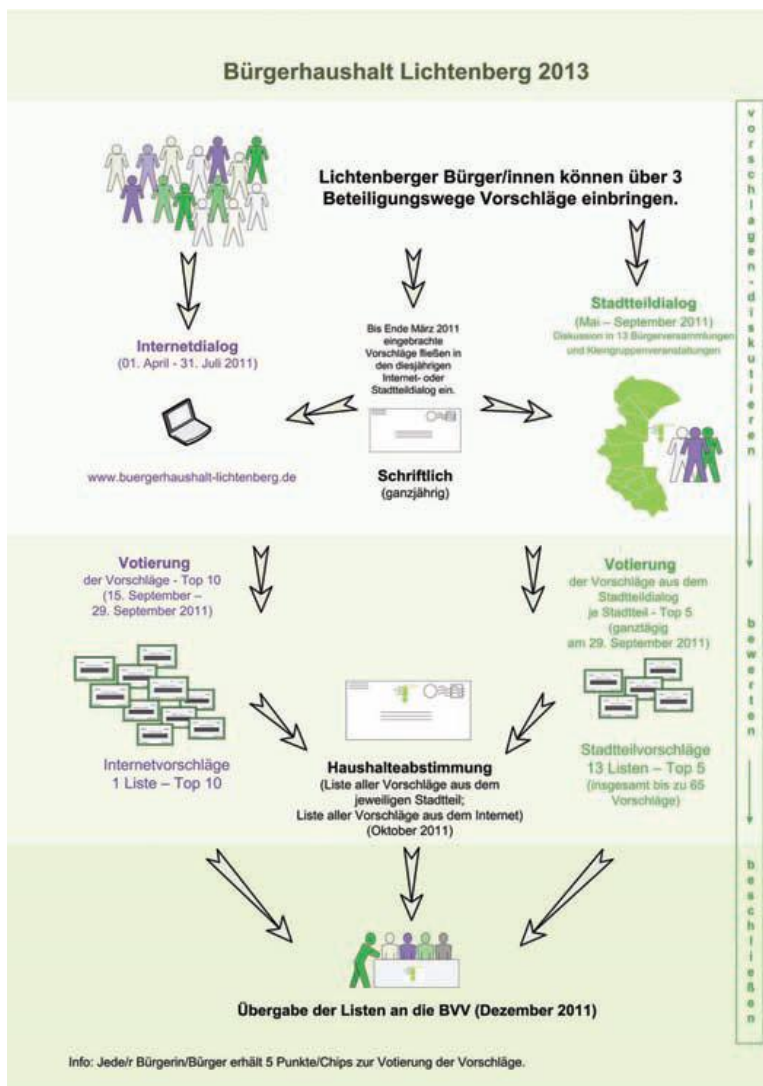 Bürgerhaushalt Lichtenberg 2013
Lichtenberger Bürger/innen können über 3
Beteiligungswege Vorschläge einbringen.
Internetdialog
(01. April - 31. Juli 2011)
www.buergerhaushalt-lichtenberg.de
Bis Ende März 2011
eingebrachte
Vorschläge fließen in
den diesjährigen
Internet- oder
Stadtteildialog ein.
Schriftlich
(ganzjährig)
Stadtteildialog
(Mai – September 2011)
Diskussion in 13 Bürgerversammlungen
und Kleingruppenveranstaltungen
Votierung
der Vorschläge - Top 10
(15. September –
29. September 2011)
Internetvorschläge
1 Liste – Top 10
Haushalteabstimmung
(Liste aller Vorschläge aus dem
jeweiligen Stadtteil;
Liste aller Vorschläge aus dem Internet)
(Oktober 2011)
Votierung
der Vorschläge aus dem
Stadtteildialog
je Stadtteil - Top 5
(ganztägig
am 29. September 2011)
Stadtteilvorschläge
13 Listen – Top 5
(insgesamt bis zu 65
Vorschläge)
Übergabe der Listen an die BVV (Dezember 2011)
Info: Jede/r Bürgerin/Bürger erhält 5 Punkte/Chips zur Votierung der Vorschläge.
vorschlagen-diskutieren
bewerten
beschließen